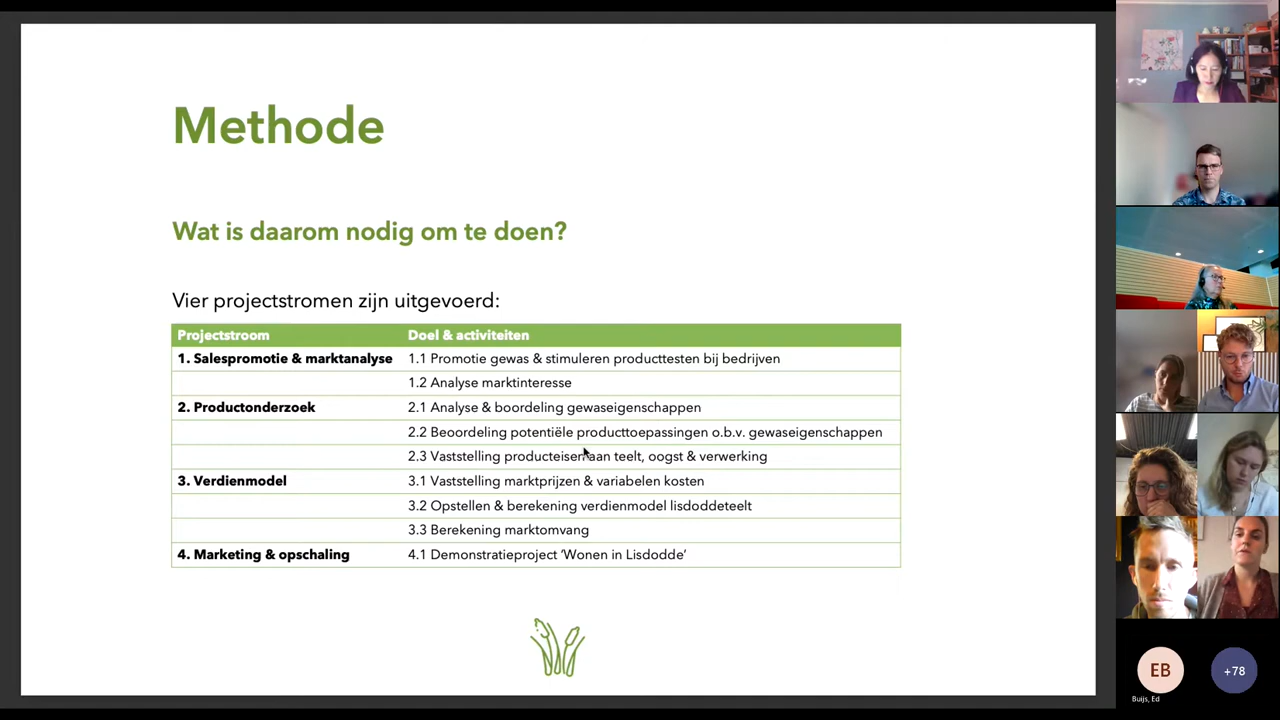 Methode
Wat is daarom nodig om te doen?
Vier projectstromen zijn uitgevoerd:
Projectstroom Doel & activiteiten
1. Salespromotie & marktanalyse 1.1 Promotie gewas & stimuleren producttesten bij bedrijven
1.2 Analyse marktinteresse
2. Productonderzoek 2.1 Analyse & boordeling gewaseigenschappen
2.2 Beoordeling potentiële producttoepassingen o.b.v. gewaseigenschappen
2.3 Vaststelling producteisen aan teelt, oogst & verwerking
3. Verdienmodel 3.1 Vaststelling marktprijzen & variabelen kosten
3.2 Opstellen & berekening verdienmodel lisdoddeteelt
3.3 Berekening marktomvang
4. Marketing & opschaling 4.1 Demonstratieproject ‘Wonen in Lisdodde’
EB
+78
Buijs, Ed